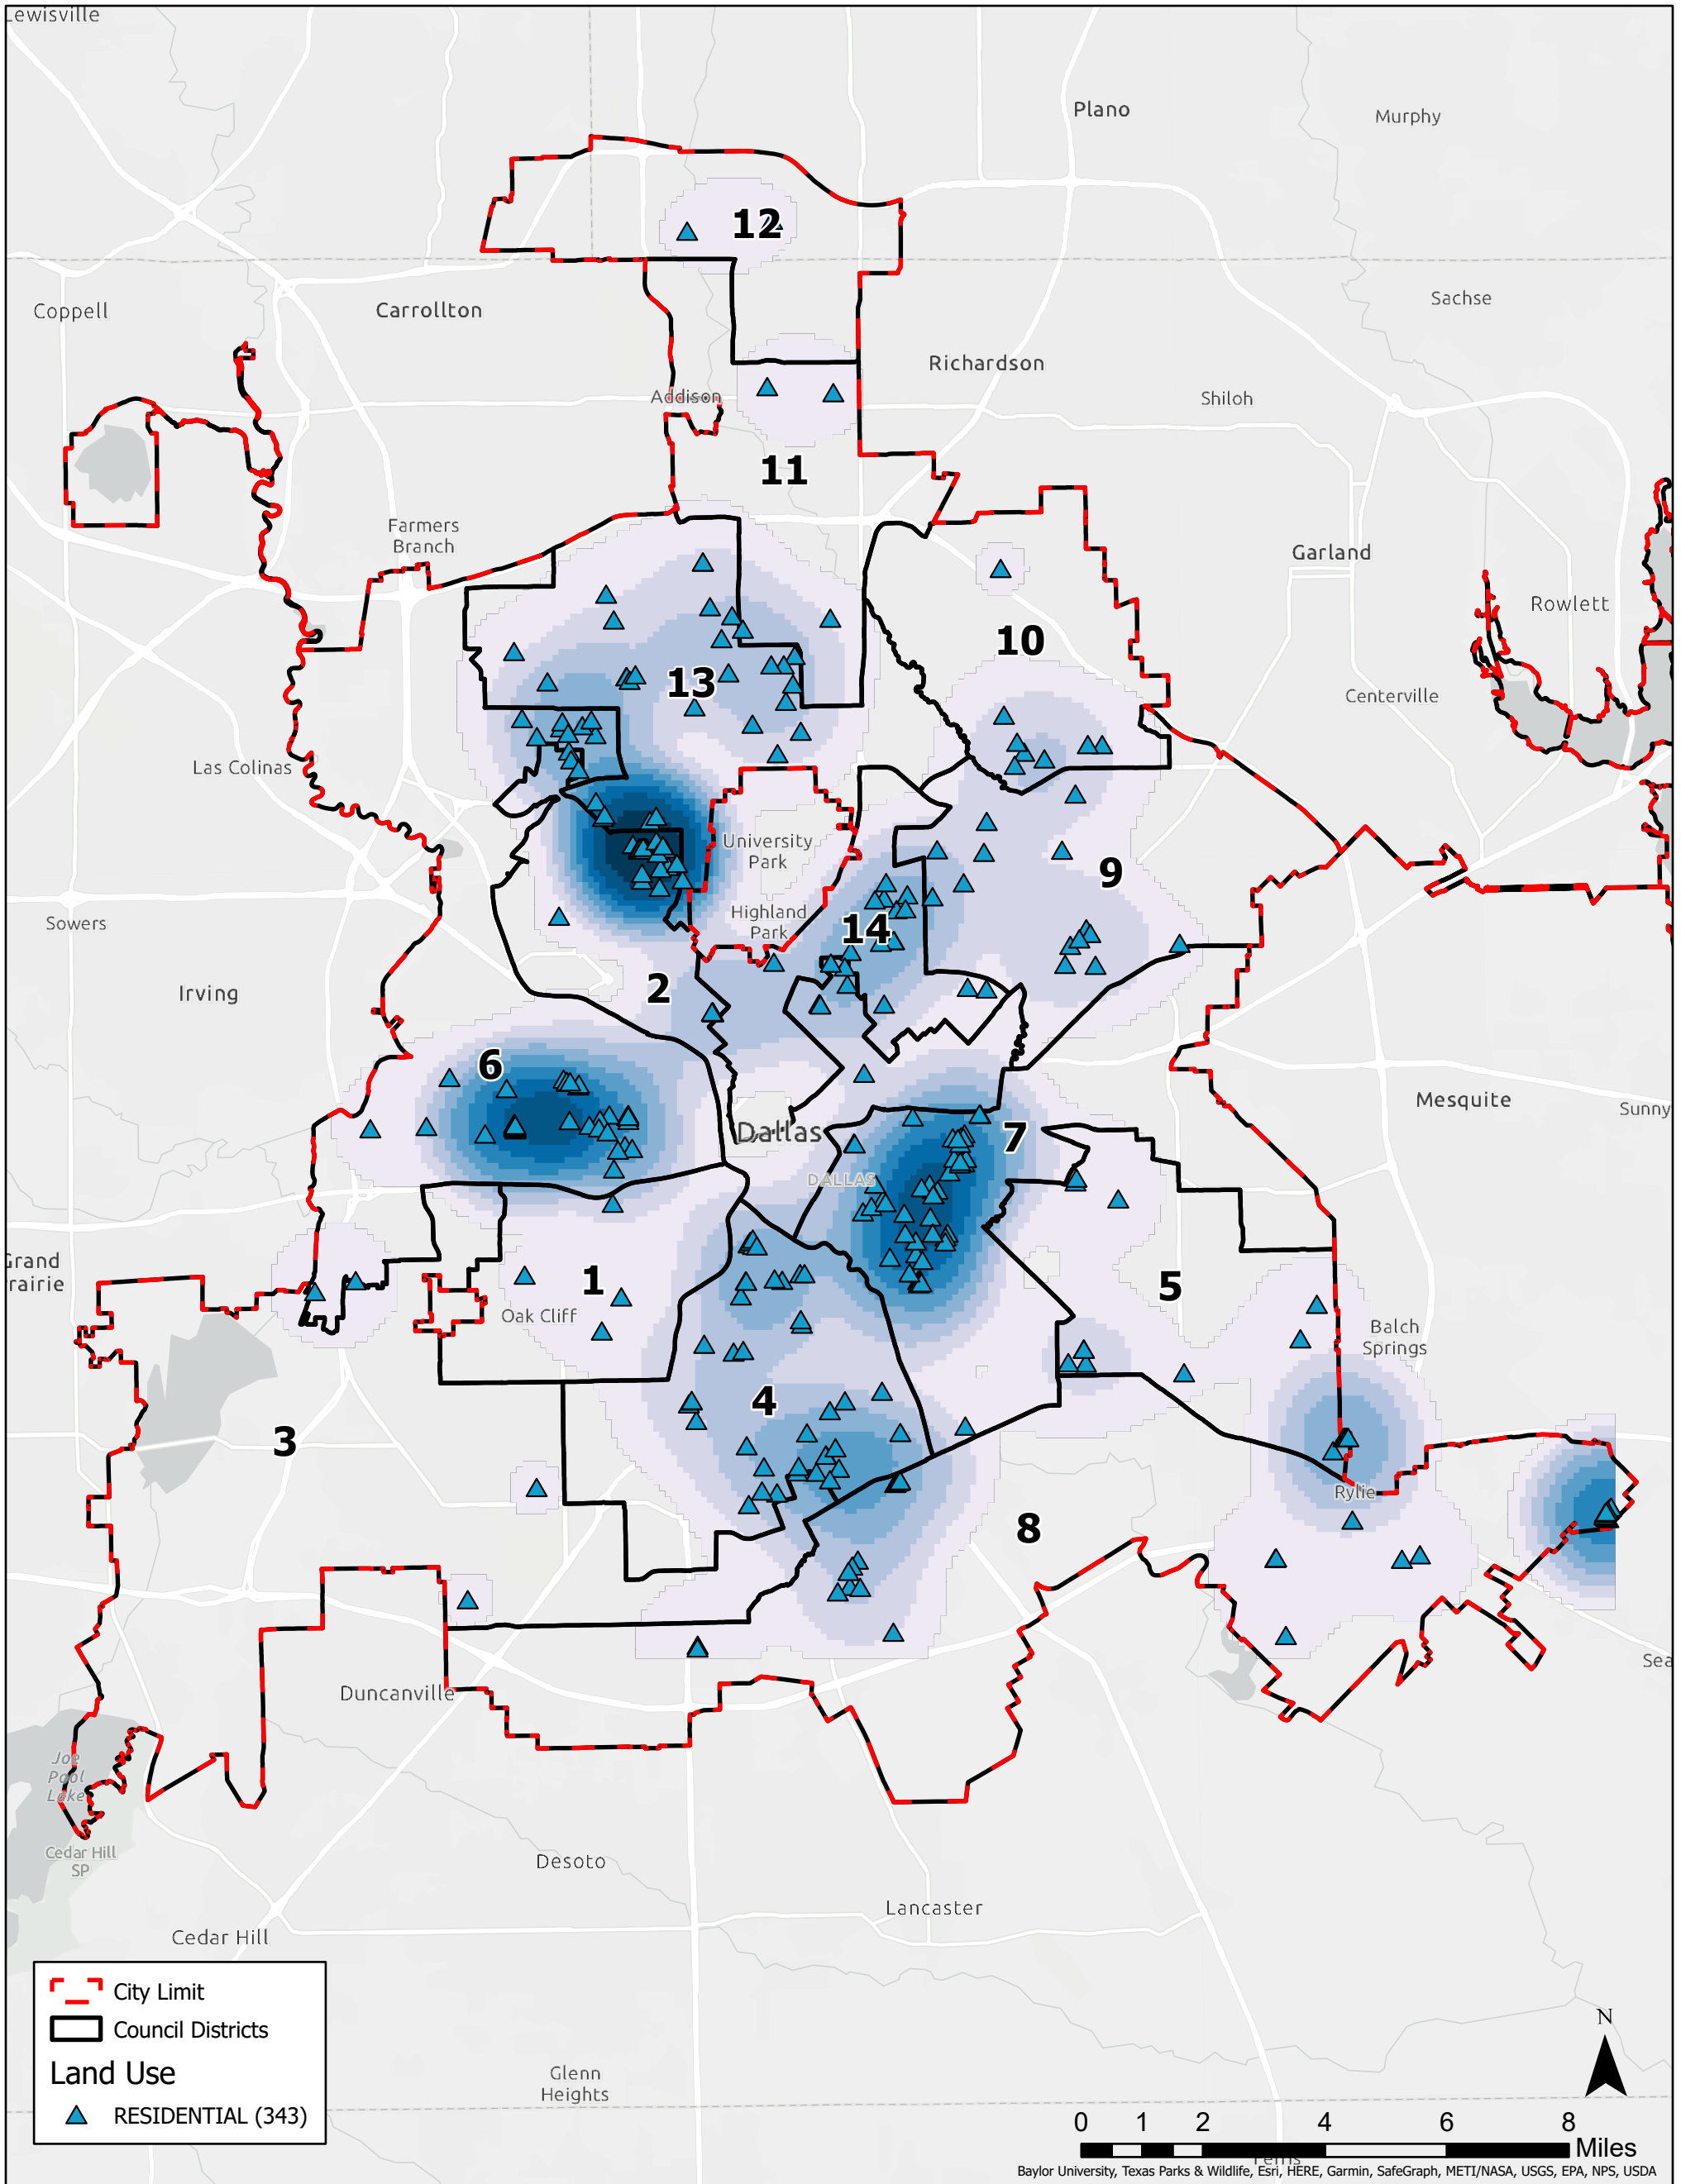 Lewisville
Plano
Murphy
12
Coppell
Carrollton
Sachse
Richardson
Addison
Shiloh
11
Farmers
Branch
Garland
Rowlett
10
13
Centerville
Las Colinas
University
Park
9
Sowers
Highland
Park
14
Irving
2
6
Mesquite
Sunny
Dallas
7
DALLAS
Grand
Prairie
1
5
Oak Cliff
Balch
Springs
4
3
Rylie
8
Sea
Duncanville
Joe
Pool
Lake
Cedar Hill
SP
Desoto
Lancaster
Cedar Hill
City Limit
Council Districts
Land Use
RESIDENTIAL (343)
Glenn
Heights
N
0 1 2 4 6 8
Miles
Ferris
Baylor University, Texas Parks & Wildlife, Esri, HERE, Garmin, SafeGraph, METI/NASA, USGS, EPA, NPS, USDA